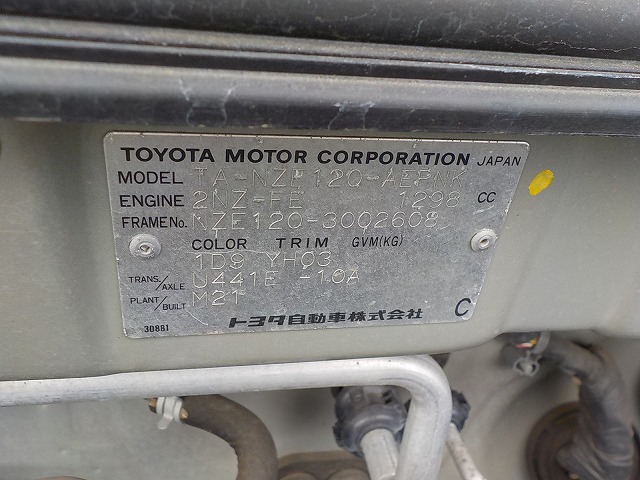 TOYOTA MOTOR CORPORATION JAPAN
MODEL TA-NZE120-AEPNK
ENGINE 2NZ-FE 1298 CC
FRAME No. NZE120-3002608
COLOR TRIM GVM(KG)
1D9 YH03
TRANS./AXLE U441E -10A
PLANT/BUILT M21
30881 トヨタ自動車株式会社 C